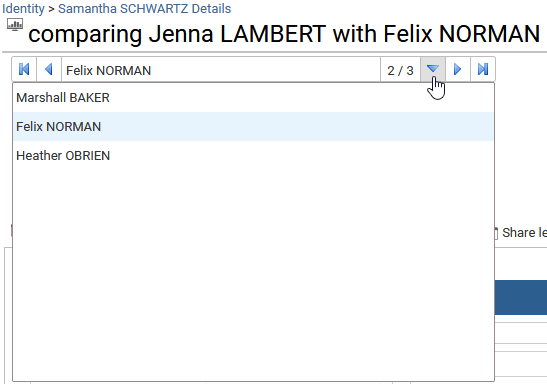 Identity > Samantha SCHWARTZ Details
comparing Jenna LAMBERT with Felix NORMAN
Felix NORMAN 2 / 3
Marshall BAKER
Felix NORMAN
Heather OBRIEN
Share